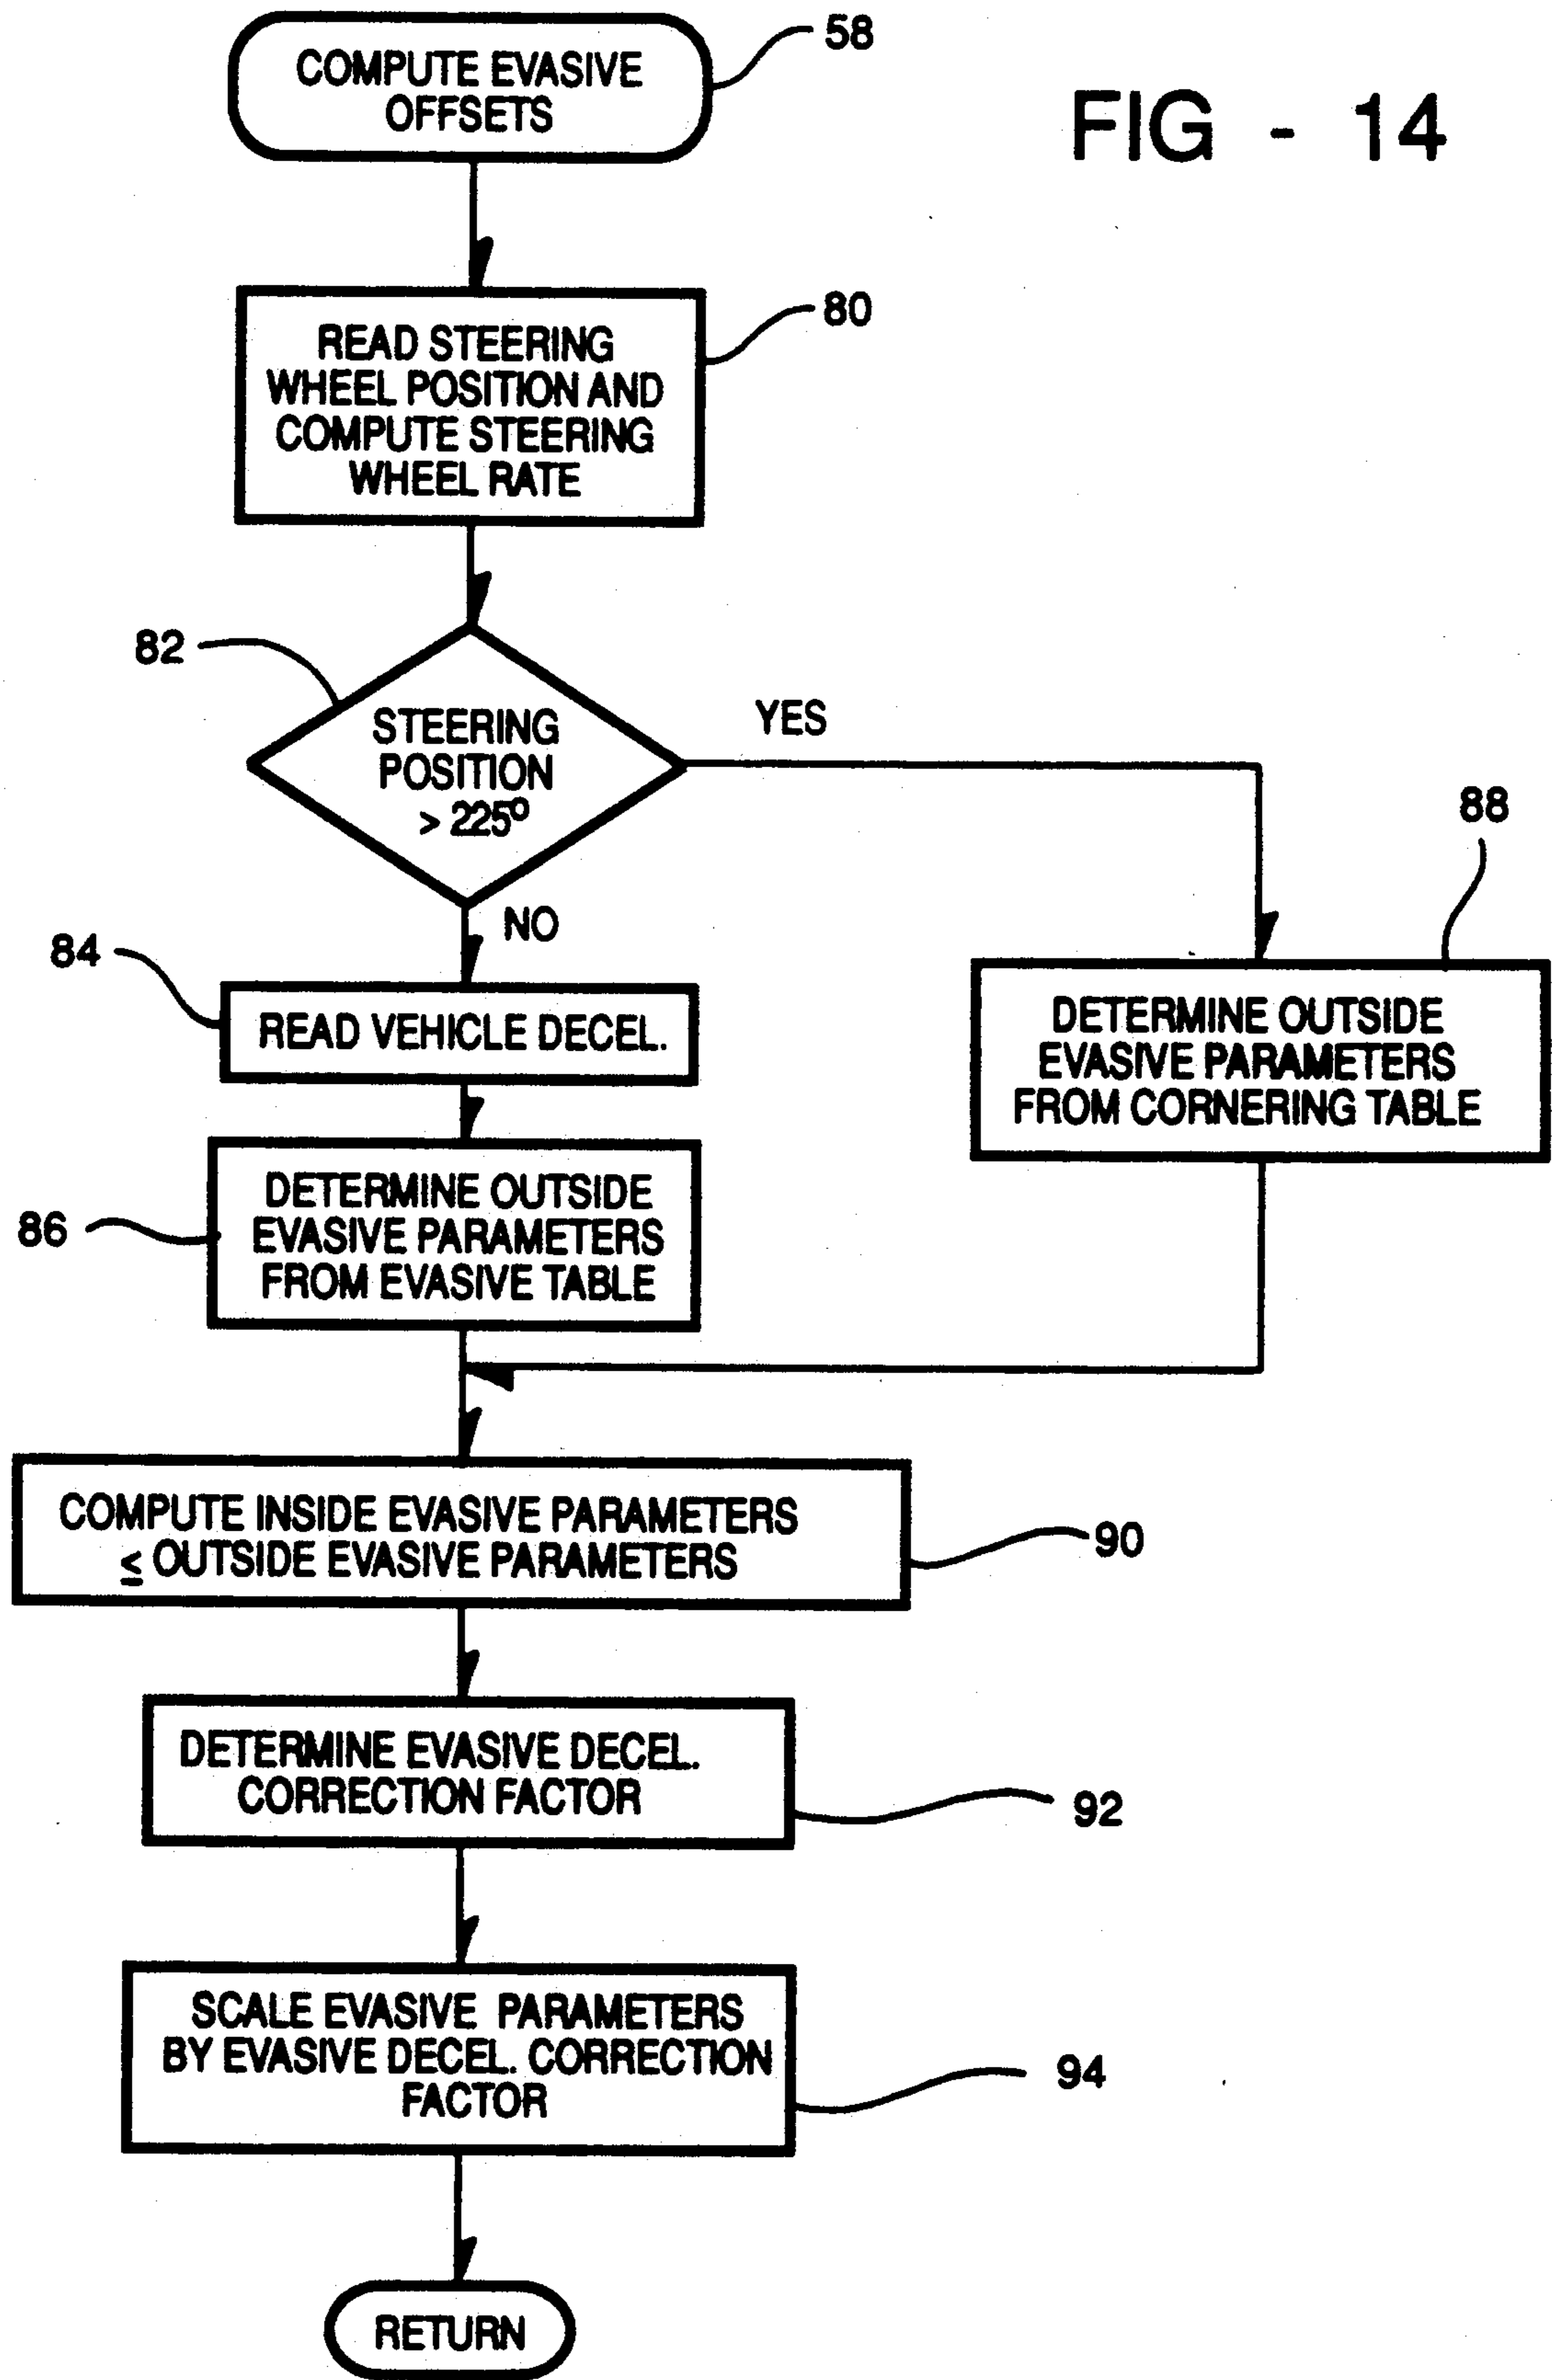 COMPUTE EVASIVE
OFFSETS
58
FIG - 14
READ STEERING
WHEEL POSITION AND
COMPUTE STEERING
WHEEL RATE
80
82
STEERING
POSITION
> 225°
YES
NO
84
READ VEHICLE DECEL.
88
DETERMINE OUTSIDE
EVASIVE PARAMETERS
FROM CORNERING TABLE
86
DETERMINE OUTSIDE
EVASIVE PARAMETERS
FROM EVASIVE TABLE
COMPUTE INSIDE EVASIVE PARAMETERS
≤ OUTSIDE EVASIVE PARAMETERS
90
DETERMINE EVASIVE DECEL.
CORRECTION FACTOR
92
SCALE EVASIVE PARAMETERS
BY EVASIVE DECEL. CORRECTION
FACTOR
94
RETURN